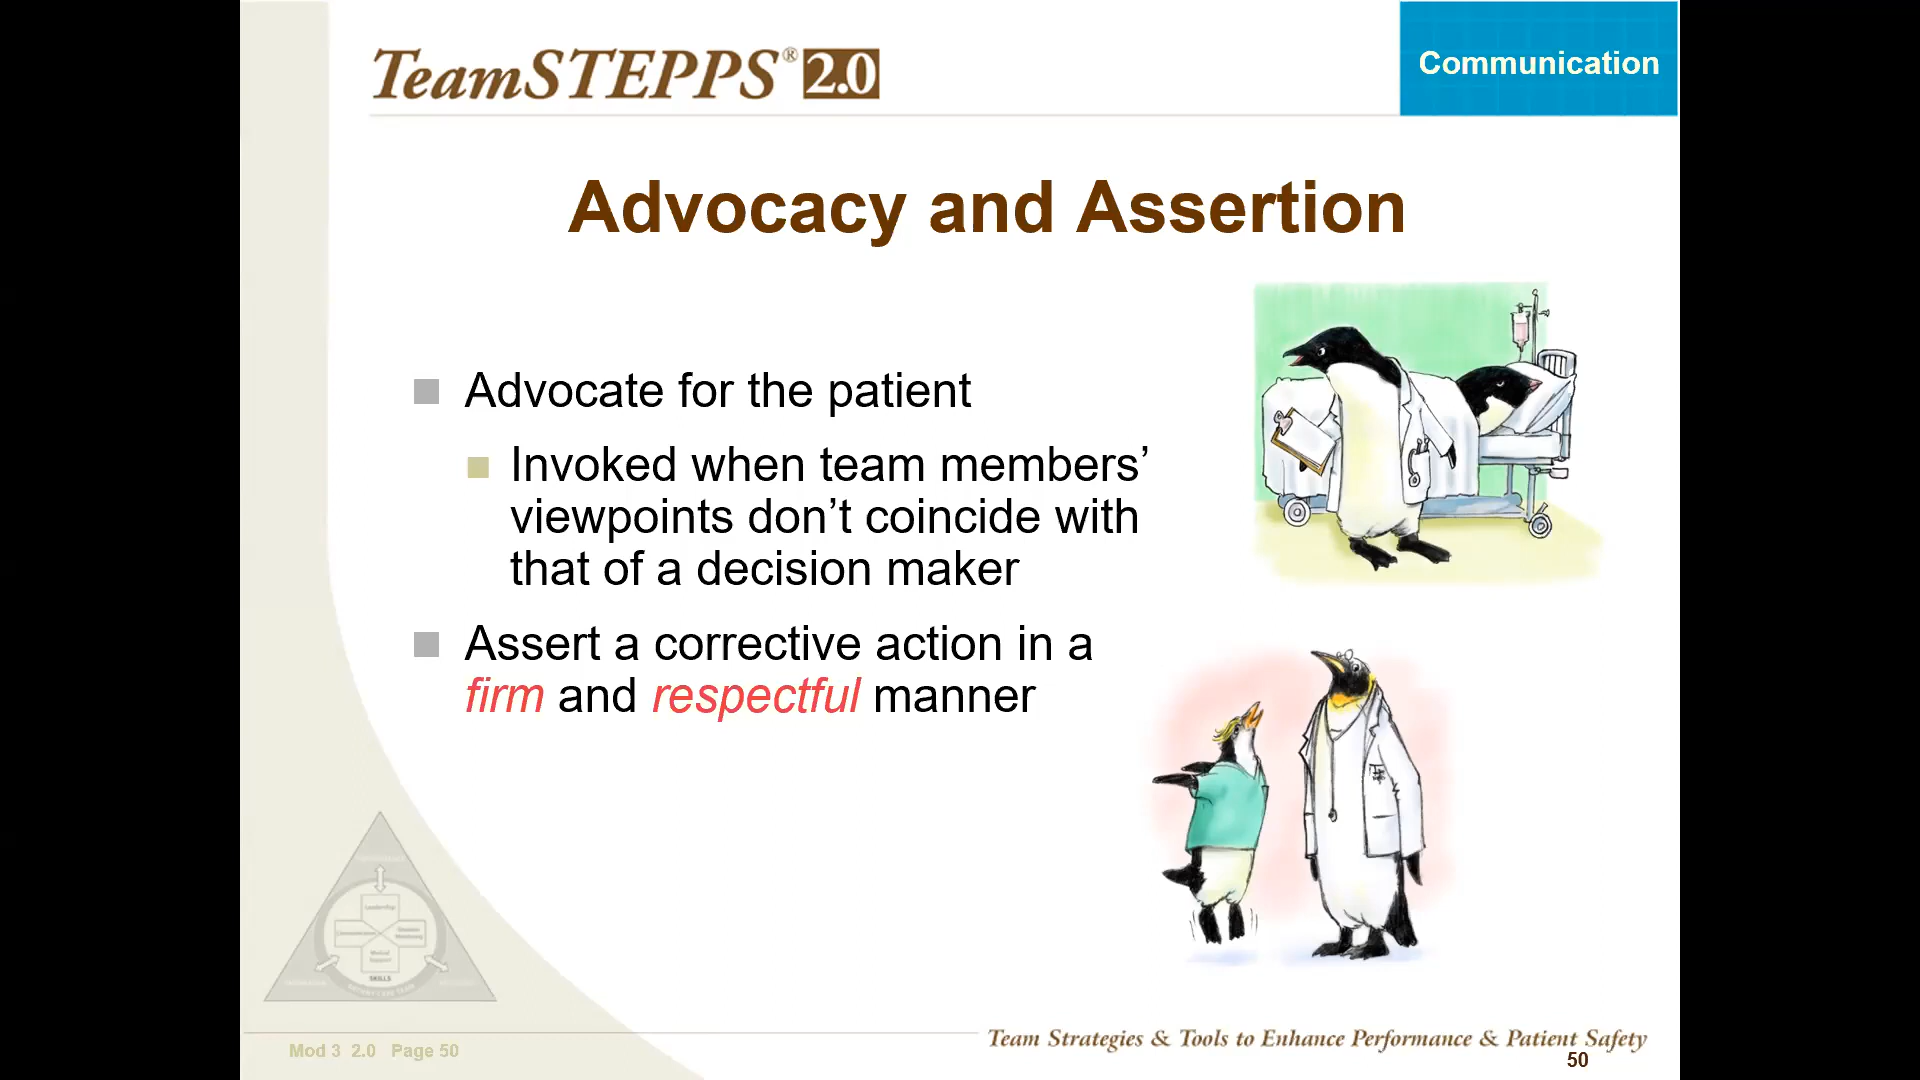 TeamSTEPPS® 2.0
Communication
Advocacy and Assertion
Advocate for the patient
Invoked when team members’
viewpoints don’t coincide with
that of a decision maker
Assert a corrective action in a
firm and respectful manner
Leadership
SKILLS
Mod 3 2.0 Page 50
Team Strategies & Tools to Enhance Performance & Patient Safety
50